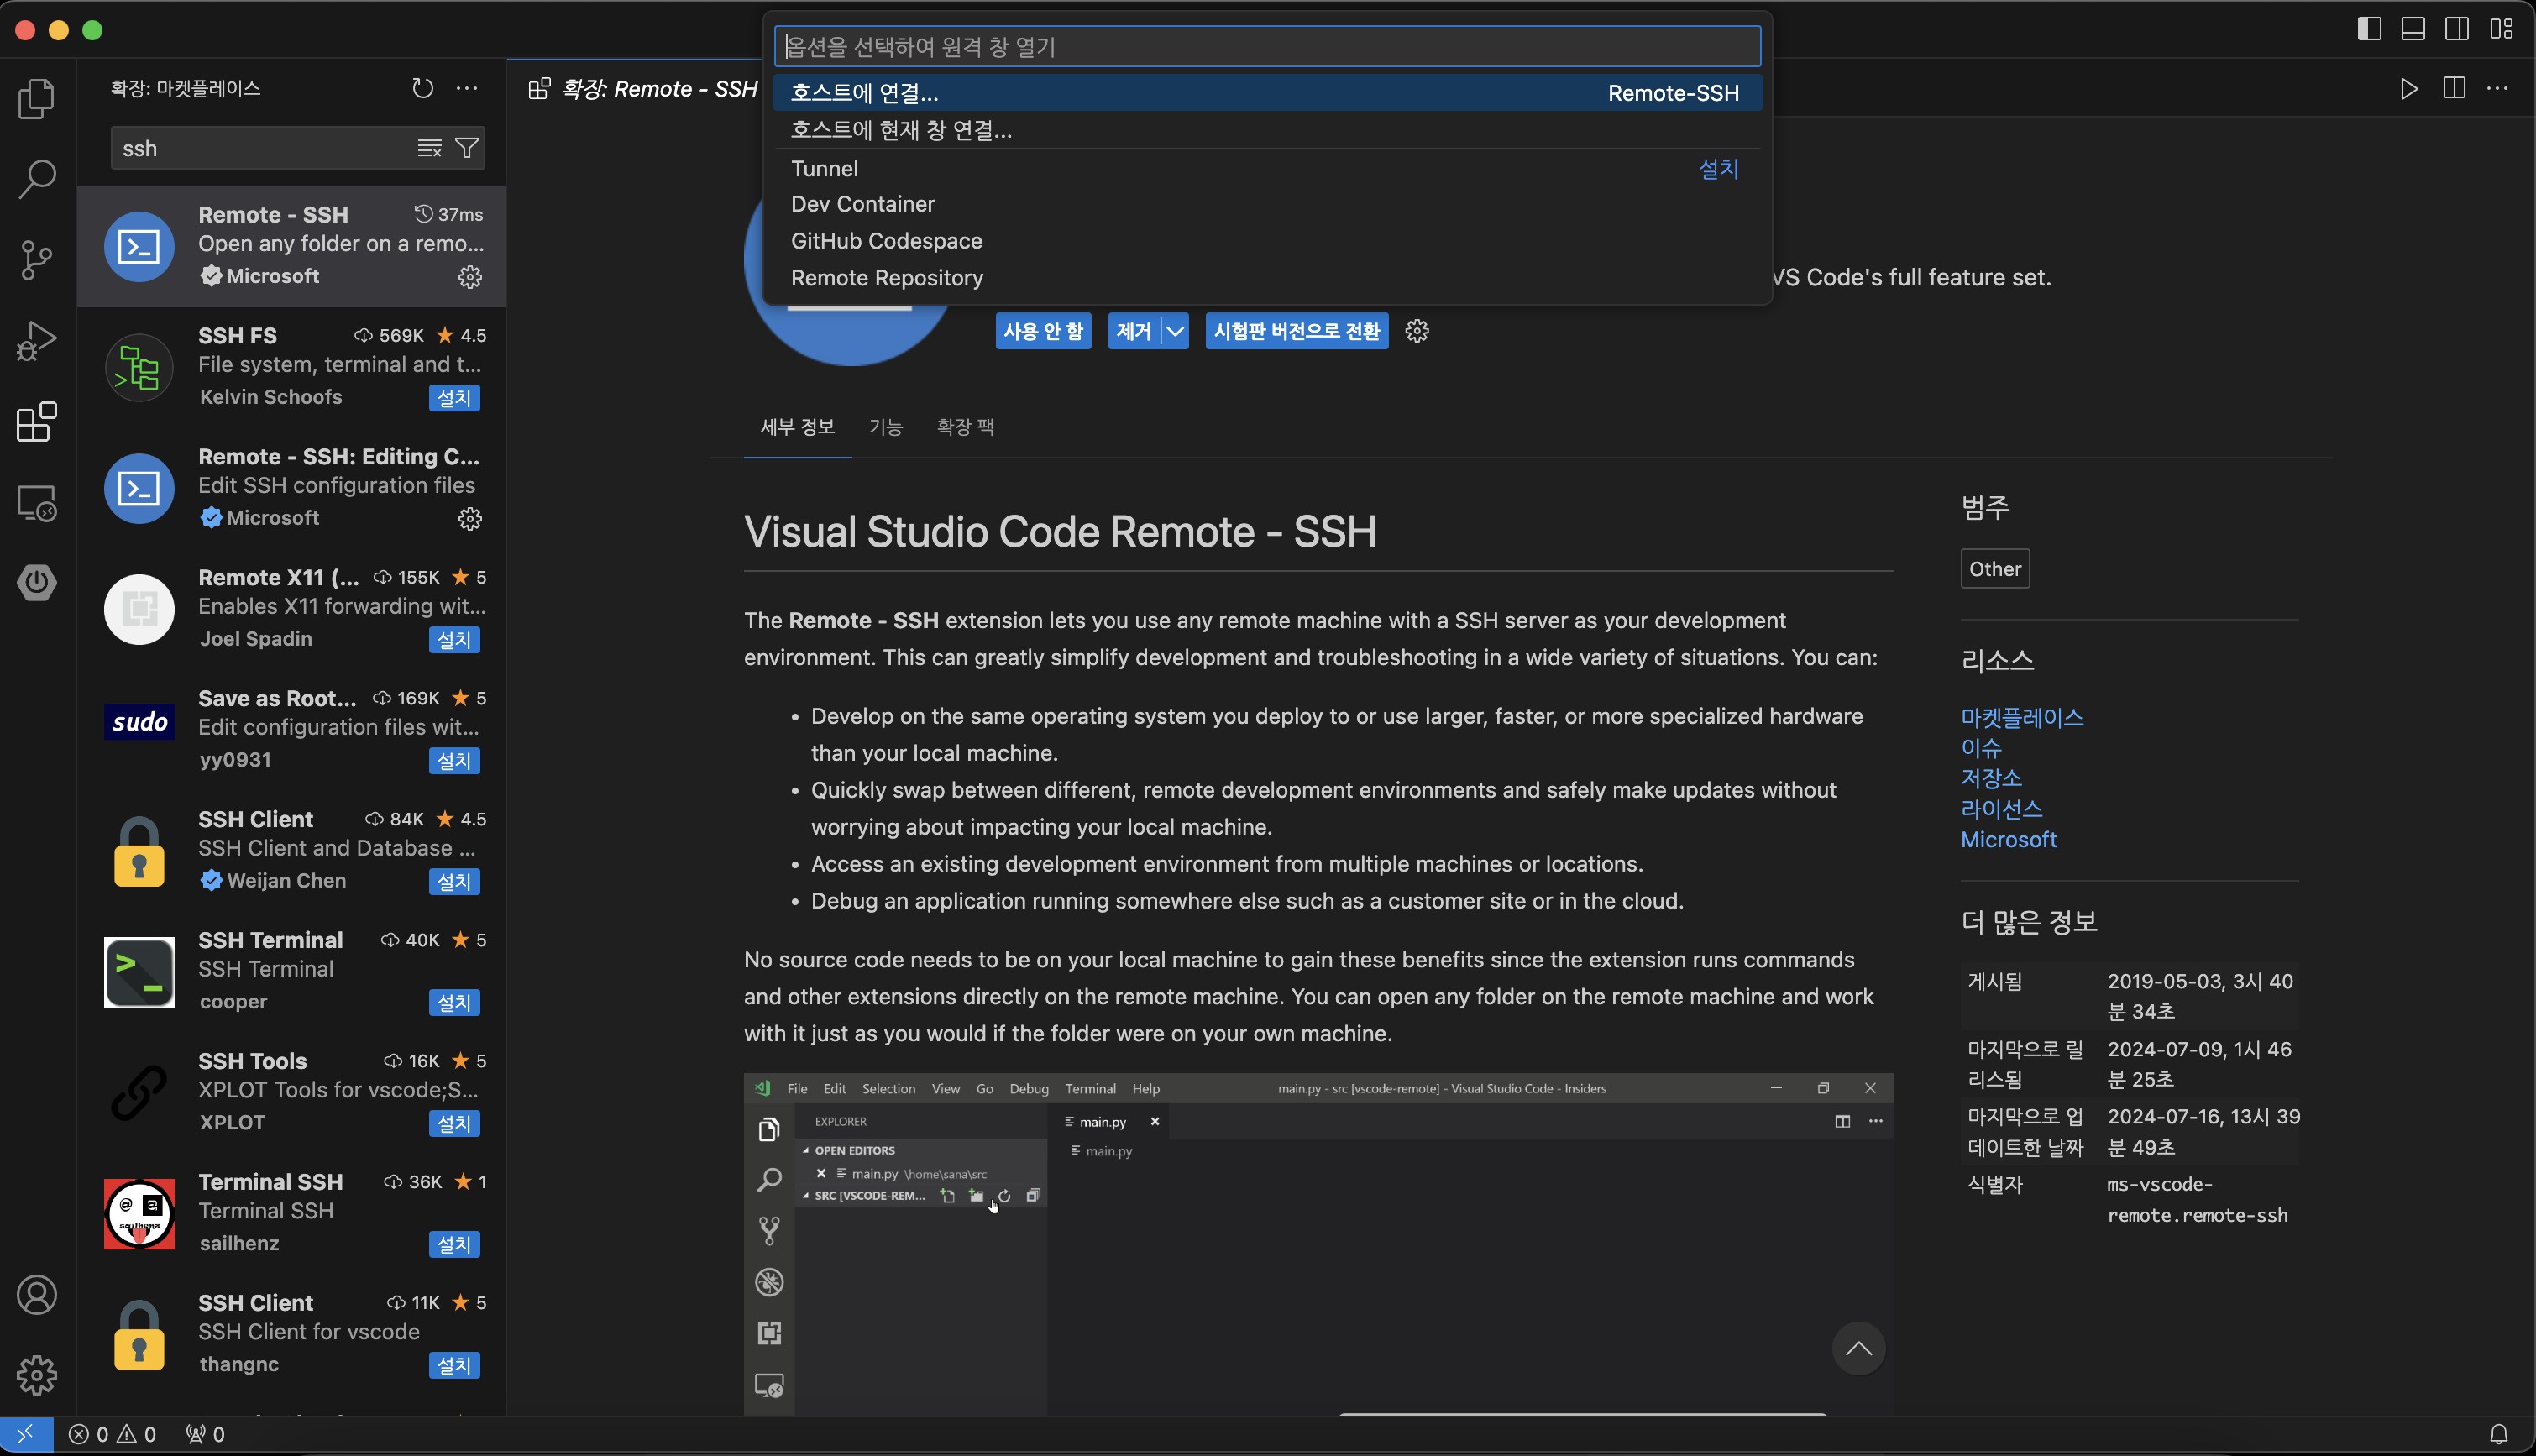 옵션을 선택하여 원격 창 열기
호스트에 연결... Remote-SSH
호스트에 현재 창 연결...
Tunnel 설치
Dev Container
GitHub Codespace
Remote Repository
확장: 마켓플레이스
ssh
Remote - SSH 37ms
Open any folder on a remo...
Microsoft
SSH FS 569K 4.5
File system, terminal and t...
Kelvin Schoofs 설치
Remote - SSH: Editing C...
Edit SSH configuration files
Microsoft
Remote X11 (... 155K 5
Enables X11 forwarding wit...
Joel Spadin 설치
sudo
Save as Root... 169K 5
Edit configuration files wit...
yy0931 설치
SSH Client 84K 4.5
SSH Client and Database ...
Weijan Chen 설치
SSH Terminal 40K 5
SSH Terminal
cooper 설치
SSH Tools 16K 5
XPLOT Tools for vscode;S...
XPLOT 설치
@ a
sailhenz
Terminal SSH 36K 1
Terminal SSH
sailhenz 설치
SSH Client 11K 5
SSH Client for vscode
thangnc 설치
확장: Remote - SSH
VS Code's full feature set.
사용 안 함 제거 시험판 버전으로 전환
세부 정보 기능 확장 팩
Visual Studio Code Remote - SSH
The Remote - SSH extension lets you use any remote machine with a SSH server as your development
environment. This can greatly simplify development and troubleshooting in a wide variety of situations. You can:
• Develop on the same operating system you deploy to or use larger, faster, or more specialized hardware
than your local machine.
• Quickly swap between different, remote development environments and safely make updates without
worrying about impacting your local machine.
• Access an existing development environment from multiple machines or locations.
• Debug an application running somewhere else such as a customer site or in the cloud.
No source code needs to be on your local machine to gain these benefits since the extension runs commands
and other extensions directly on the remote machine. You can open any folder on the remote machine and work
with it just as you would if the folder were on your own machine.
File Edit Selection View Go Debug Terminal Help main.py - src [vscode-remote] - Visual Studio Code - Insiders
EXPLORER
OPEN EDITORS
main.py \home\sana\src
SRC [VSCODE-REM...
main.py
main.py
범주
Other
리소스
마켓플레이스
이슈
저장소
라이선스
Microsoft
더 많은 정보
게시됨 2019-05-03, 3시 40
분 34초
마지막으로 릴 2024-07-09, 1시 46
리스됨 분 25초
마지막으로 업 2024-07-16, 13시 39
데이트한 날짜 분 49초
식별자 ms-vscode-
remote.remote-ssh
0 0 0